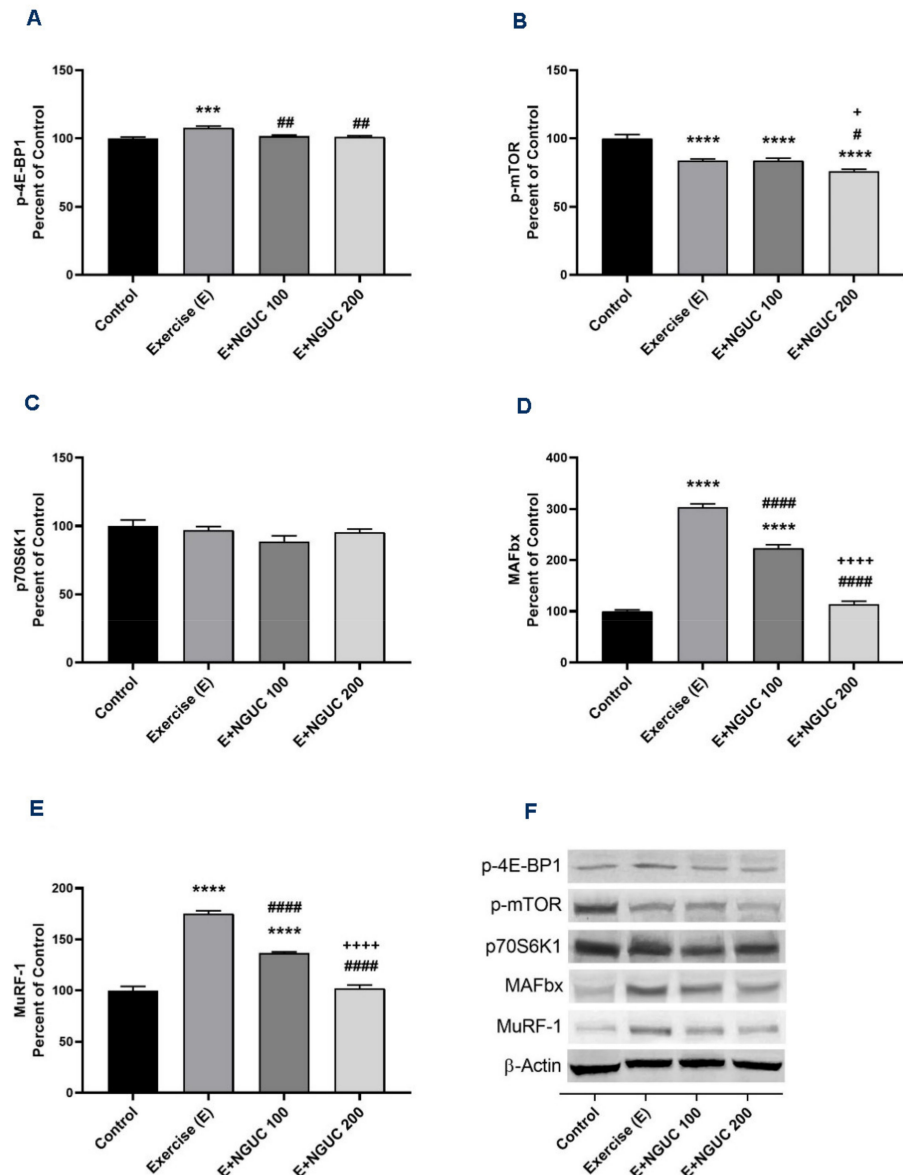 A
p-4E-BP1
Percent of Control
150
100
50
0
***
##
##
Control
Exercise (E)
E+NGUC 100
E+NGUC 200
B
p-mTOR
Percent of Control
150
100
50
0
****
****
+
#
****
Control
Exercise (E)
E+NGUC 100
E+NGUC 200
C
p70S6K1
Percent of Control
150
100
50
0
Control
Exercise (E)
E+NGUC 100
E+NGUC 200
D
MAFbx
Percent of Control
400
300
200
100
0
****
####
****
++++
####
Control
Exercise (E)
E+NGUC 100
E+NGUC 200
E
MuRF-1
Percent of Control
200
150
100
50
0
****
####
****
++++
####
Control
Exercise (E)
E+NGUC 100
E+NGUC 200
F
p-4E-BP1
p-mTOR
p70S6K1
MAFbx
MuRF-1
β-Actin
Control
Exercise (E)
E+NGUC 100
E+NGUC 200